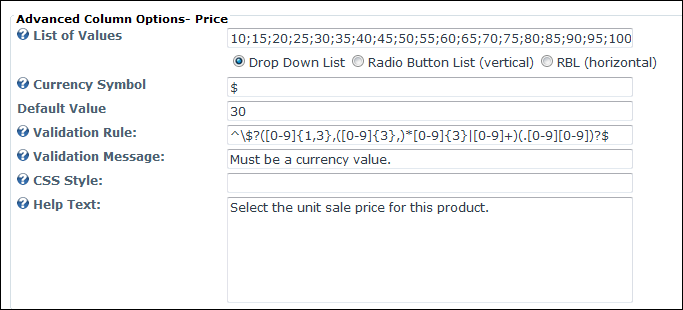 Advanced Column Options- Price
List of Values 10;15;20;25;30;35;40;45;50;55;60;65;70;75;80;85;90;95;100
Drop Down List Radio Button List (vertical) RBL (horizontal)
Currency Symbol $
Default Value 30
Validation Rule: ^\$?([0-9]{1,3},([0-9]{3},)*[0-9]{3}|[0-9]+)(.[0-9][0-9])?$
Validation Message: Must be a currency value.
CSS Style:
Help Text: Select the unit sale price for this product.